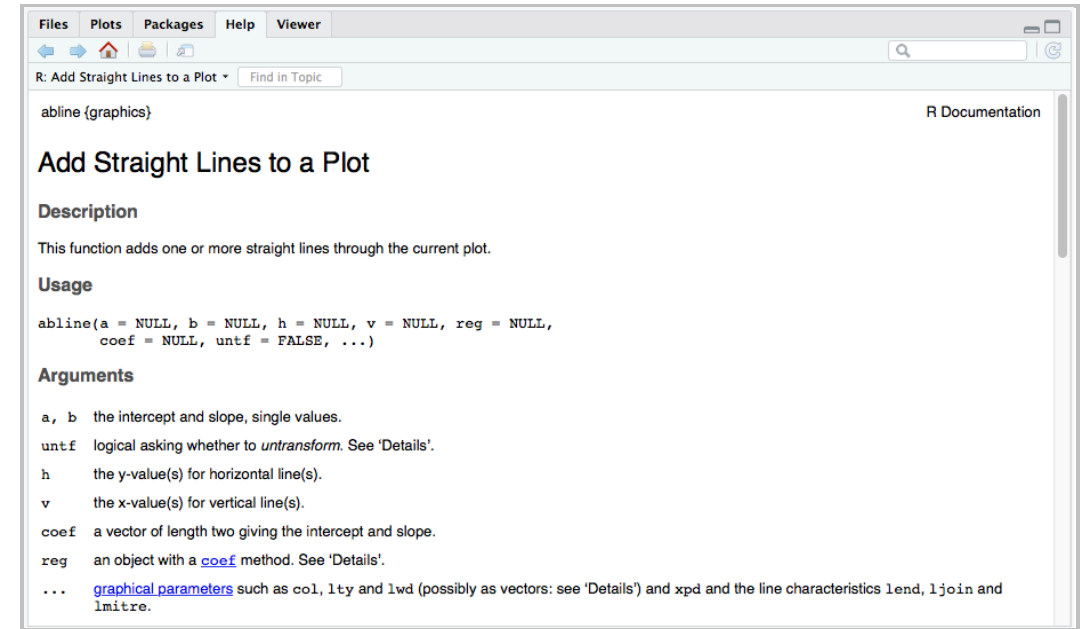 Files Plots Packages Help Viewer
R: Add Straight Lines to a Plot Find in Topic
abline {graphics} R Documentation
Add Straight Lines to a Plot
Description
This function adds one or more straight lines through the current plot.
Usage
abline(a = NULL, b = NULL, h = NULL, v = NULL, reg = NULL,
coef = NULL, untf = FALSE, ...)
Arguments
a, b the intercept and slope, single values.
untf logical asking whether to untransform. See ‘Details’.
h the y-value(s) for horizontal line(s).
v the x-value(s) for vertical line(s).
coef a vector of length two giving the intercept and slope.
reg an object with a coef method. See ‘Details’.
... graphical parameters such as col, lty and lwd (possibly as vectors: see ‘Details’) and xpd and the line characteristics lend, ljoin and
lmitre.